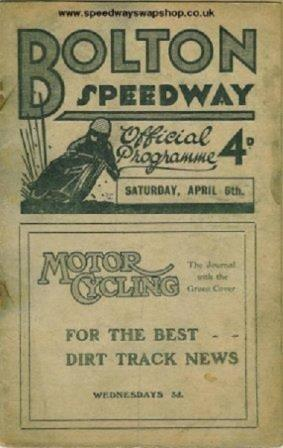 www.speedwayswapshop.co.uk
BOLTON
SPEEDWAY
Official
Programme 4D
SATURDAY, APRIL 6th.
MOTOR
CYCLING
The Journal
with the
Green Cover
FOR THE BEST - -
DIRT TRACK NEWS
WEDNESDAYS 3d.